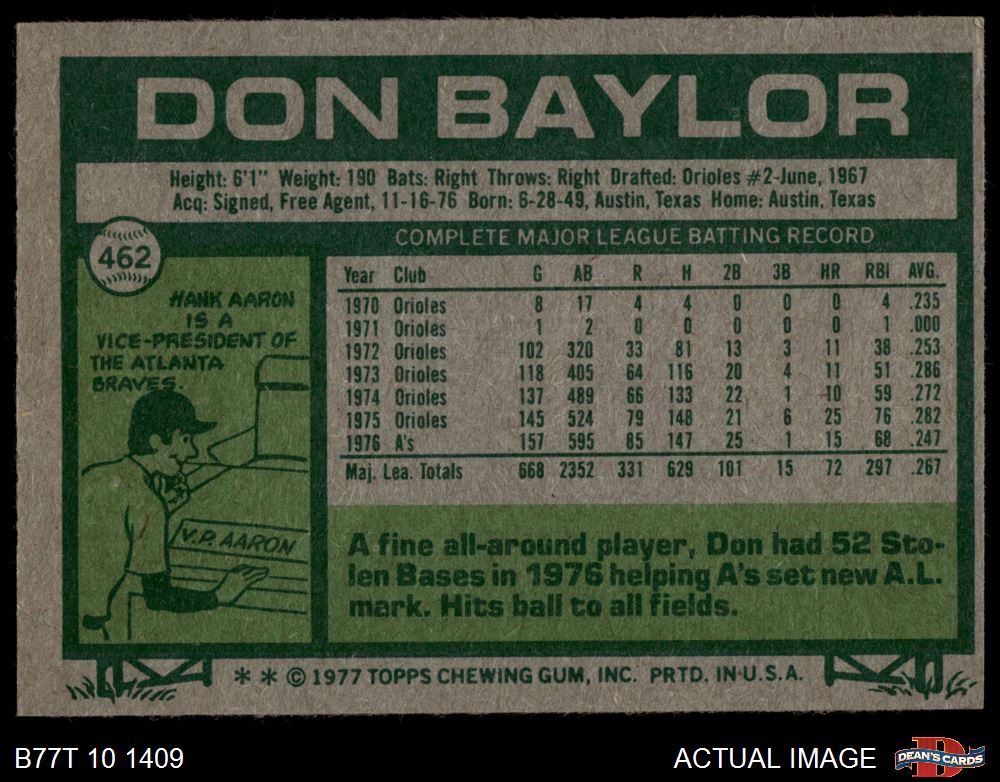 DON BAYLOR
Height: 6'1" Weight: 190 Bats: Right Throws: Right Drafted: Orioles #2-June, 1967
Acq: Signed, Free Agent, 11-16-76 Born: 6-28-49, Austin, Texas Home: Austin, Texas
462
HANK AARON
IS A
VICE-PRESIDENT OF
THE ATLANTA
BRAVES.
V.P. AARON
COMPLETE MAJOR LEAGUE BATTING RECORD
Year Club G AB R H 2B 3B HR RBI AVG.
1970 Orioles 8 17 4 4 0 0 0 4 .235
1971 Orioles 1 2 0 0 0 0 0 1 .000
1972 Orioles 102 320 33 81 13 3 11 38 .253
1973 Orioles 118 405 64 116 20 4 11 51 .286
1974 Orioles 137 489 66 133 22 1 10 59 .272
1975 Orioles 145 524 79 148 21 6 25 76 .282
1976 A's 157 595 85 147 25 1 15 68 .247
Maj. Lea. Totals 668 2352 331 629 101 15 72 297 .267
A fine all-around player, Don had 52 Sto-
len Bases in 1976 helping A's set new A.L.
mark. Hits ball to all fields.
* * © 1977 TOPPS CHEWING GUM, INC. PRTD. IN U.S.A.
B77T 10 1409
ACTUAL IMAGE
D
DEAN'S CARDS